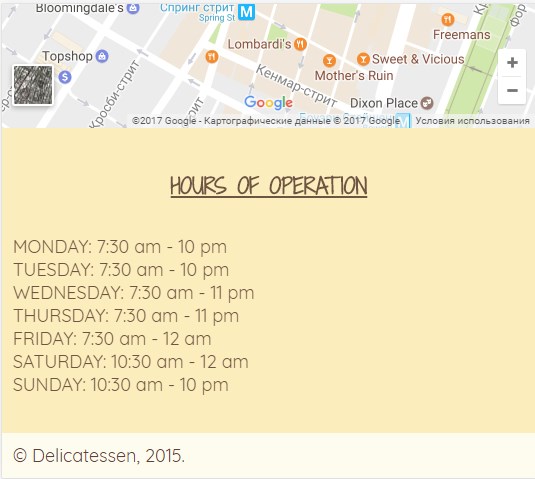 Bloomingdale's
Спринг стрит
Spring St M
Freemans
Topshop
Lombardi's
Sweet & Vicious
$
Mother's Ruin
Кросби-стрит
Кенмар-стрит
Dixon Place
Google
+
−
©2017 Google - Картографические данные © 2017 Google
Условия использования
HOURS OF OPERATION
MONDAY: 7:30 am - 10 pm
TUESDAY: 7:30 am - 10 pm
WEDNESDAY: 7:30 am - 11 pm
THURSDAY: 7:30 am - 11 pm
FRIDAY: 7:30 am - 12 am
SATURDAY: 10:30 am - 12 am
SUNDAY: 10:30 am - 10 pm
© Delicatessen, 2015.